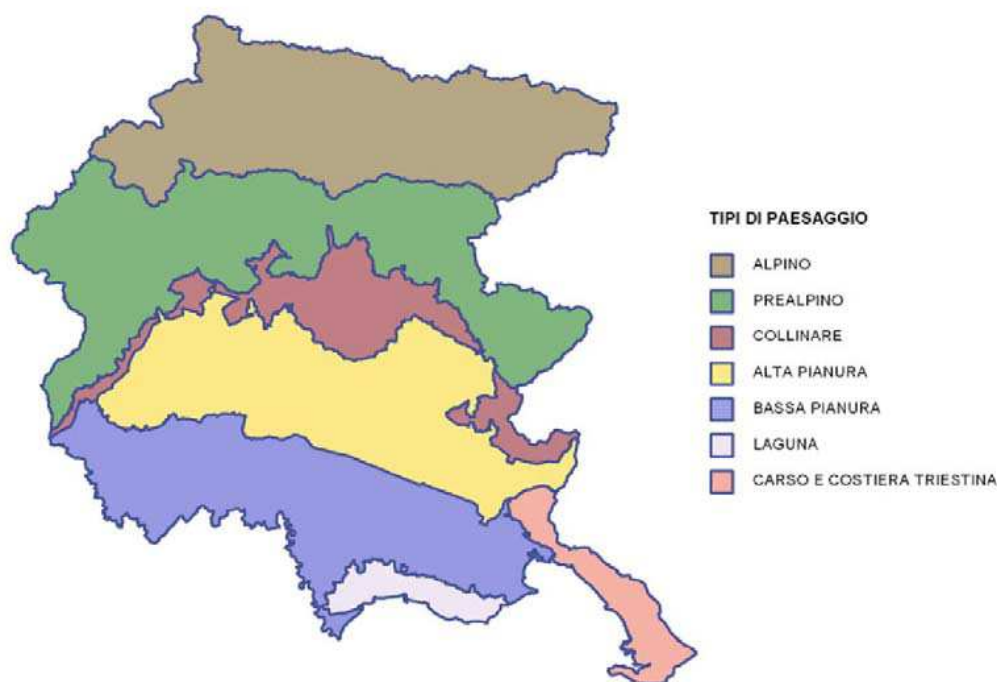 TIPI DI PAESAGGIO
ALPINO
PREALPINO
COLLINARE
ALTA PIANURA
BASSA PIANURA
LAGUNA
CARSO E COSTIERA TRIESTINA